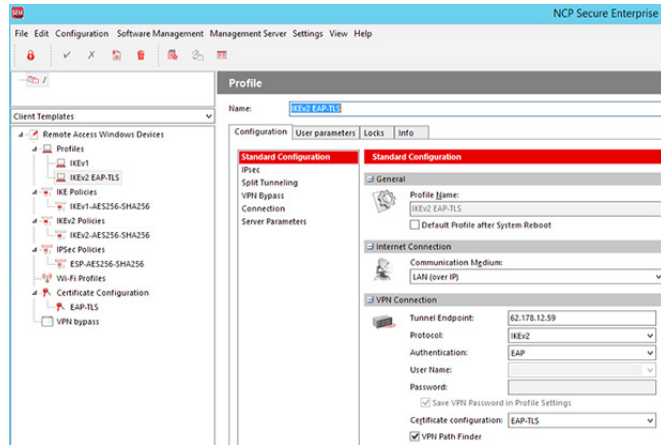 SEM
NCP Secure Enterprise
File Edit Configuration Software Management Management Server Settings View Help
/
Profile
Name: IKEv2 EAP-TLS
Client Templates
Configuration User parameters Locks Info
Remote Access Windows Devices
Profiles
IKEv1
IKEv2 EAP-TLS
IKE Policies
IKEv1-AES256-SHA256
IKEv2 Policies
IKEv2-AES256-SHA256
IPSec Policies
ESP-AES256-SHA256
Wi-Fi Profiles
Certificate Configuration
EAP-TLS
VPN bypass
Standard Configuration
IPsec
Split Tunneling
VPN Bypass
Connection
Server Parameters
Standard Configuration
General
Profile Name:
IKEv2 EAP-TLS
Default Profile after System Reboot
Internet Connection
Communication Medium:
LAN (over IP)
VPN Connection
Tunnel Endpoint: 62.178.12.59
Protocol: IKEv2
Authentication: EAP
User Name:
Password:
Save VPN Password in Profile Settings
Certificate configuration: EAP-TLS
VPN Path Finder